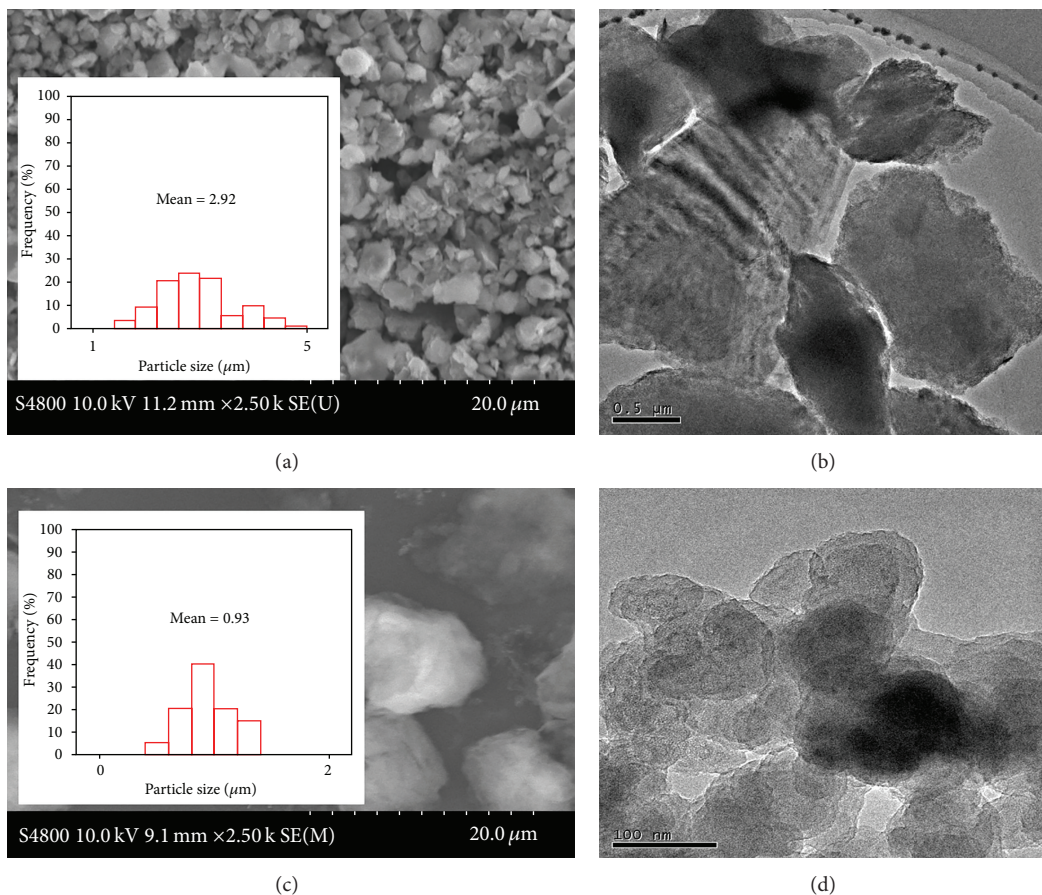 100
90
80
70
60
50
40
30
20
10
0
Frequency (%)
Mean = 2.92
1 5
Particle size (μm)
S4800 10.0 kV 11.2 mm ×2.50 k SE(U) 20.0 μm
(a)
0.5 μm
(b)
100
90
80
70
60
50
40
30
20
10
0
Frequency (%)
Mean = 0.93
0 2
Particle size (μm)
S4800 10.0 kV 9.1 mm ×2.50 k SE(M) 20.0 μm
(c)
100 nm
(d)